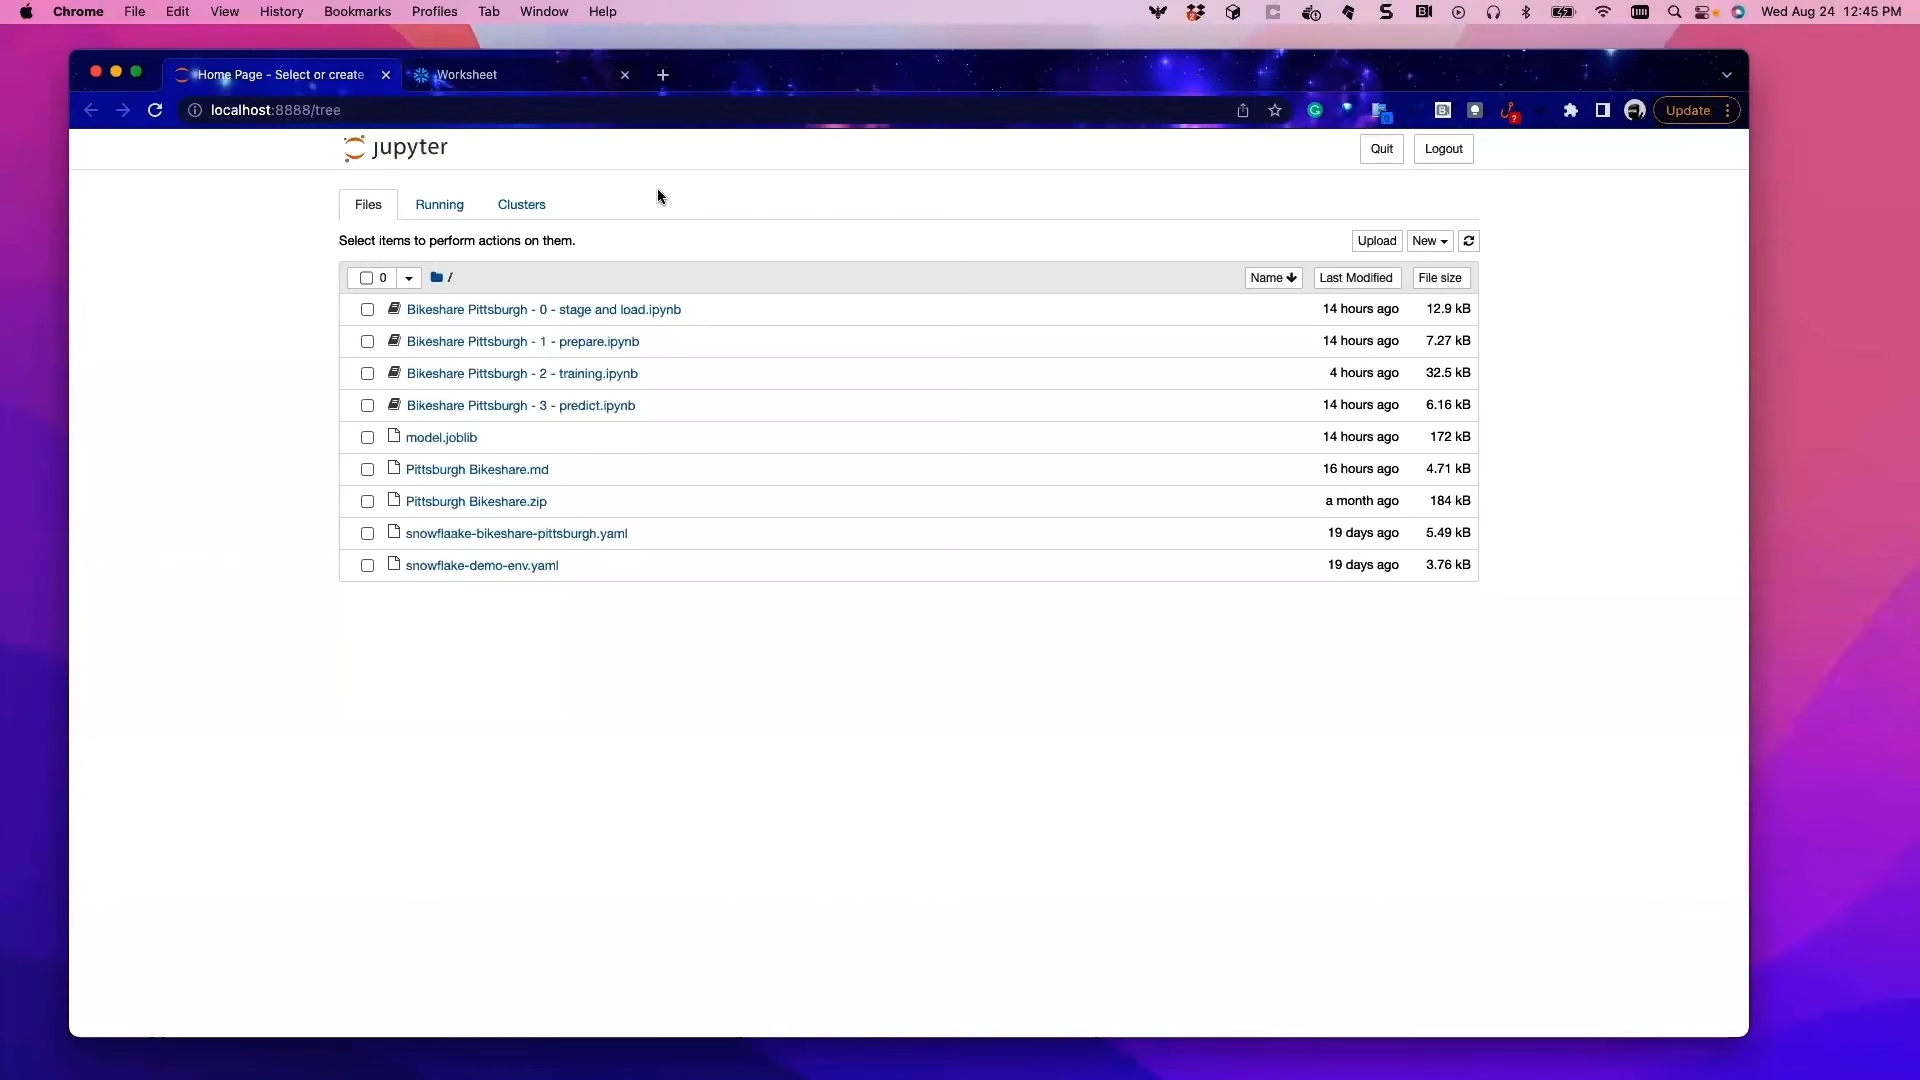 Chrome File Edit View History Bookmarks Profiles Tab Window Help Wed Aug 24 12:45 PM
Home Page - Select or create Worksheet
localhost:8888/tree Update
jupyter Quit Logout
Files Running Clusters
Select items to perform actions on them. Upload New
0 / Name Last Modified File size
Bikeshare Pittsburgh - 0 - stage and load.ipynb 14 hours ago 12.9 kB
Bikeshare Pittsburgh - 1 - prepare.ipynb 14 hours ago 7.27 kB
Bikeshare Pittsburgh - 2 - training.ipynb 4 hours ago 32.5 kB
Bikeshare Pittsburgh - 3 - predict.ipynb 14 hours ago 6.16 kB
model.joblib 14 hours ago 172 kB
Pittsburgh Bikeshare.md 16 hours ago 4.71 kB
Pittsburgh Bikeshare.zip a month ago 184 kB
snowflaake-bikeshare-pittsburgh.yaml 19 days ago 5.49 kB
snowflake-demo-env.yaml 19 days ago 3.76 kB